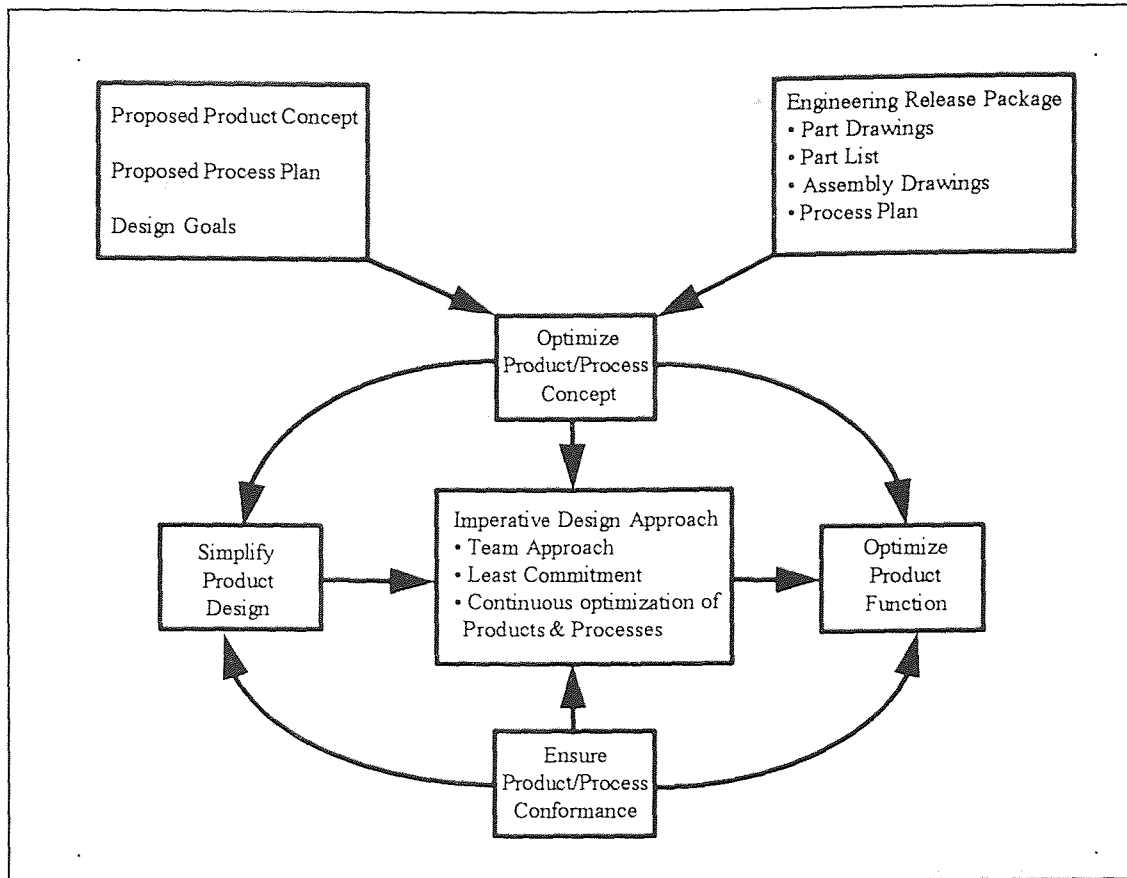 Proposed Product Concept
Proposed Process Plan
Design Goals
Engineering Release Package
• Part Drawings
• Part List
• Assembly Drawings
• Process Plan
Optimize
Product/Process
Concept
Simplify
Product
Design
Imperative Design Approach
• Team Approach
• Least Commitment
• Continuous optimization of
Products & Processes
Optimize
Product
Function
Ensure
Product/Process
Conformance